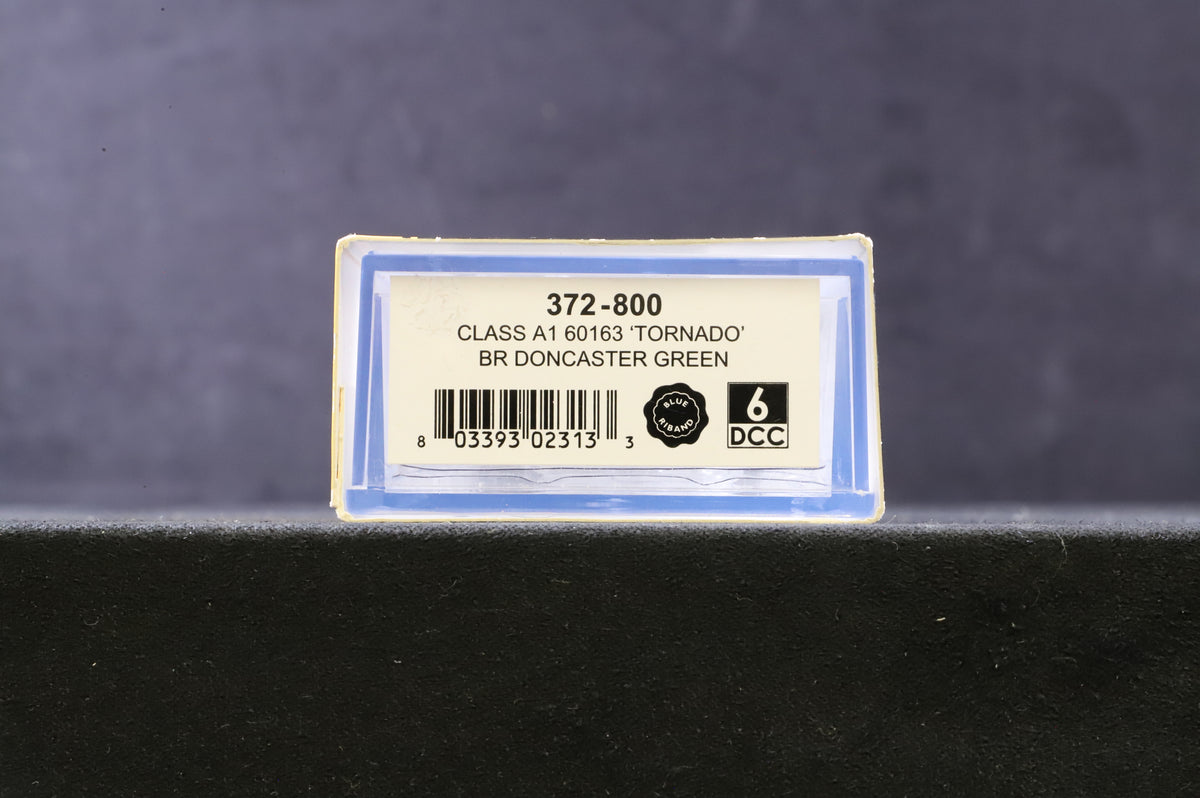 372-800
CLASS A1 60163 ‘TORNADO’
BR DONCASTER GREEN
8 03393 02313 3
BLUE
RIBAND
6
DCC